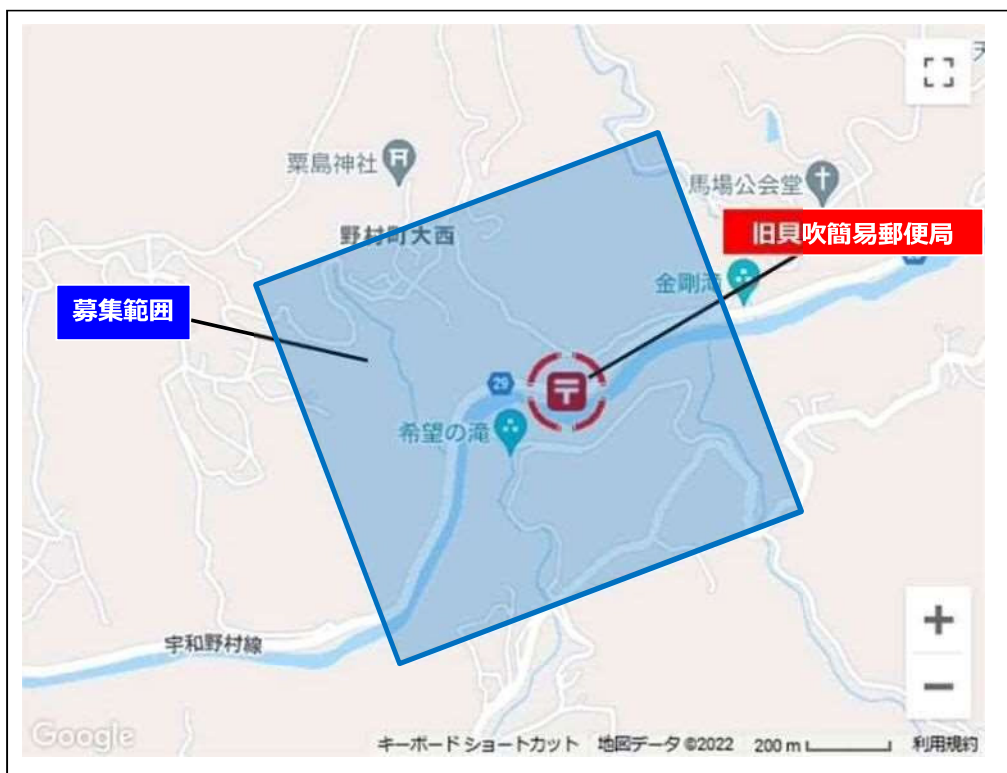 粟島神社
馬場公会堂
野村町大西
旧貝吹簡易郵便局
金剛滝
募集範囲
29
希望の滝
宇和野村線
Google
キーボード ショートカット 地図データ ©2022 200 m 利用規約